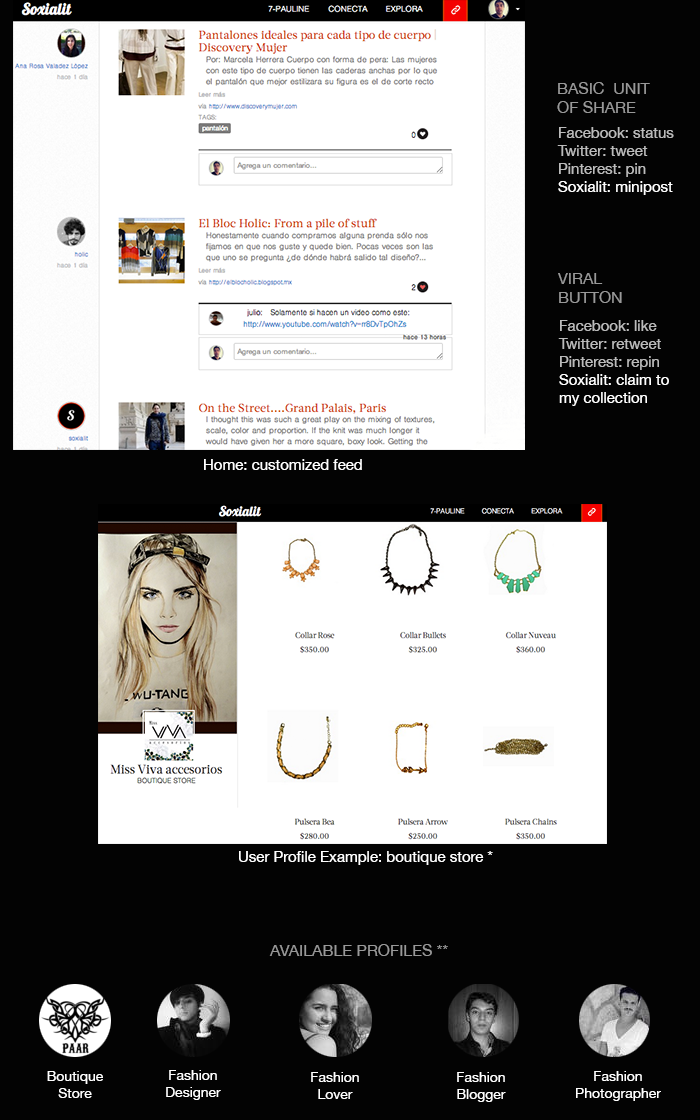 Soxialit
7-PAULINE CONECTA EXPLORA
Ana Rosa Valadez López
hace 1 día
Pantalones ideales para cada tipo de cuerpo |
Discovery Mujer
Por: Marcela Herrera Cuerpo con forma de pera: Las mujeres
con este tipo de cuerpo tienen las caderas anchas por lo que
el pantalón que mejor estilizara su figura es el de corte recto
Leer más
vía http://www.discoverymujer.com
TAGS:
pantalón
0
Agrega un comentario...
holic
hace 1 día
El Bloc Holic: From a pile of stuff
Honestamente cuando compramos alguna prenda sólo nos
fijamos en que nos guste y quede bien. Pocas veces son las
que uno se pregunta ¿de dónde habrá salido tal diseño?...
Leer más
vía http://elblocholic.blogspot.mx
2
julio: Solamente si hacen un video como este:
http://www.youtube.com/watch?v=rr8DvTpOhZs
hace 13 horas
Agrega un comentario...
S
soxialit
hace 1 día
On the Street....Grand Palais, Paris
I thought this was such a great play on the mixing of textures,
scale, color and proportion. If the knit was much longer it
would have given her a more square, boxy look. Getting the
Home: customized feed
BASIC UNIT
OF SHARE
Facebook: status
Twitter: tweet
Pinterest: pin
Soxialit: minipost
VIRAL
BUTTON
Facebook: like
Twitter: retweet
Pinterest: repin
Soxialit: claim to
my collection
Soxialit
7-PAULINE CONECTA EXPLORA
WU-TANG
Miss
VIVA
ACCESORIOS
Miss Viva accesorios
BOUTIQUE STORE
Collar Rose Collar Bullets Collar Nuveau
$350.00 $325.00 $360.00
Pulsera Bea Pulsera Arrow Pulsera Chains
$280.00 $250.00 $350.00
User Profile Example: boutique store *
AVAILABLE PROFILES **
PAAR
Boutique
Store
Fashion
Designer
Fashion
Lover
Fashion
Blogger
Fashion
Photographer